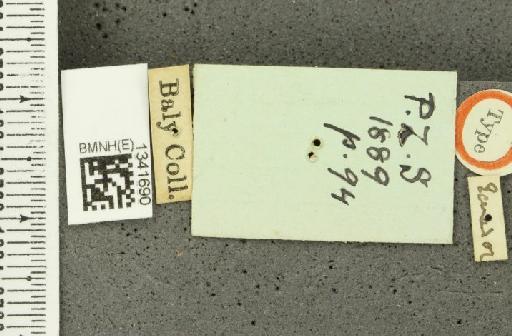 BMNH(E)
1341690
Baly Coll.
P.Z.S
1889
p. 94
Type